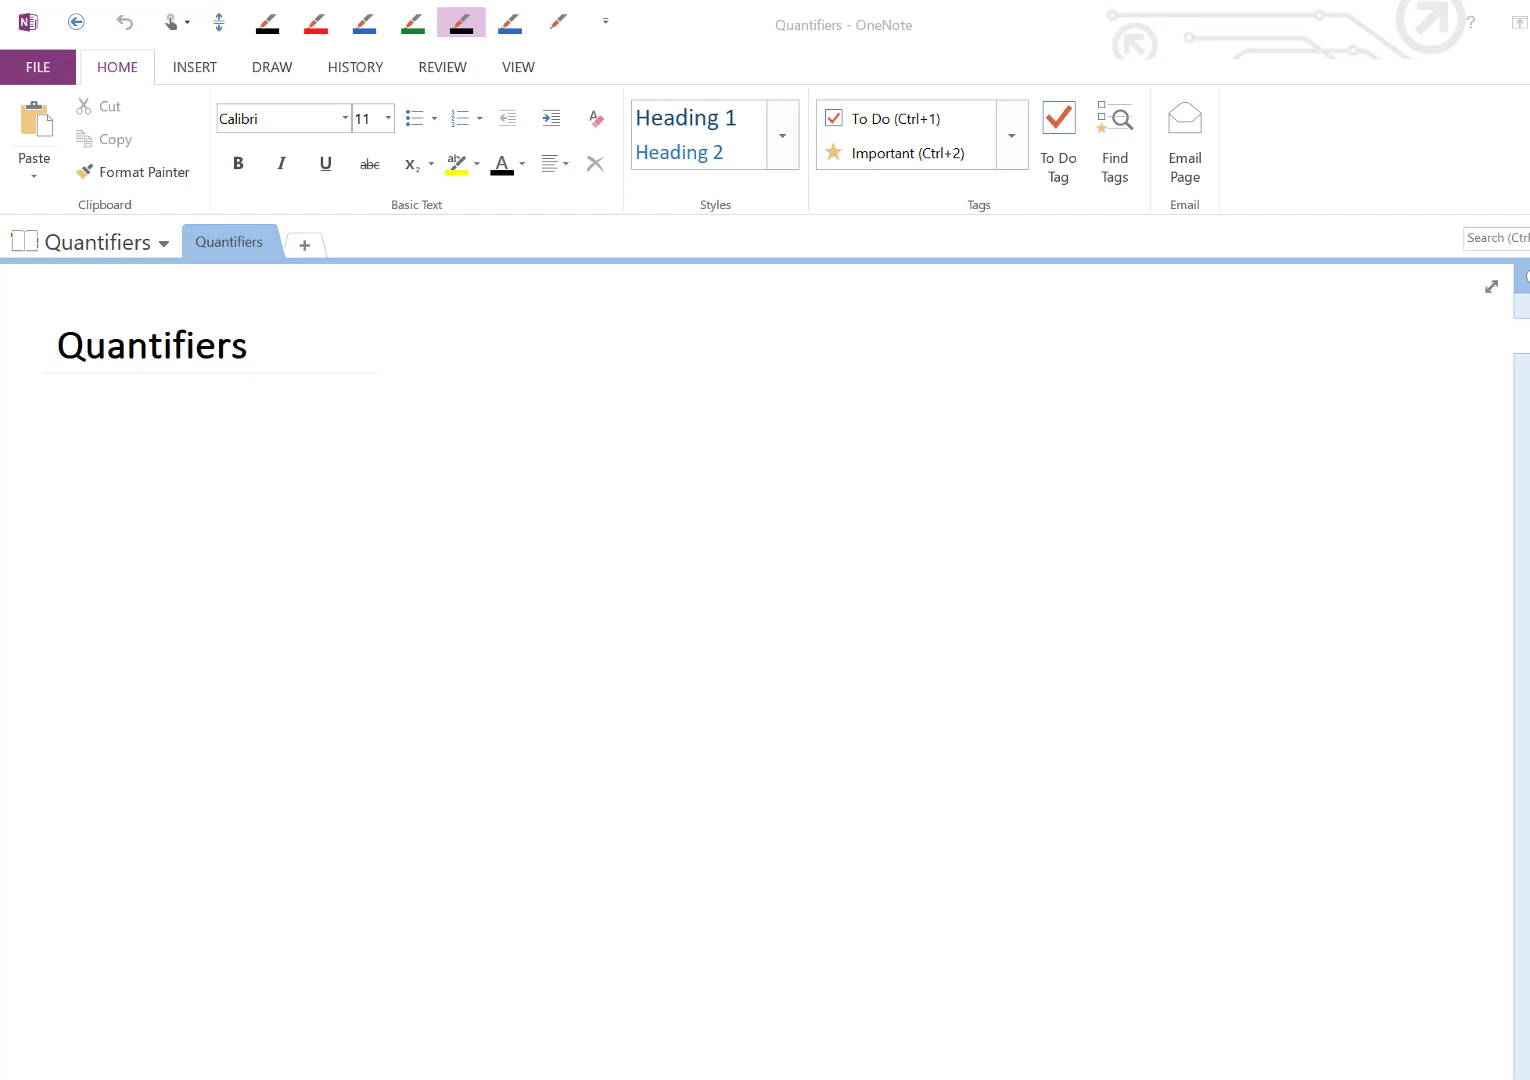 Quantifiers - OneNote
?
FILE HOME INSERT DRAW HISTORY REVIEW VIEW
Paste
Cut
Copy
Format Painter
Clipboard
Calibri 11
B I U abc X₂ ab A
Basic Text
Heading 1
Heading 2
Styles
To Do (Ctrl+1)
Important (Ctrl+2)
To Do
Tag
Find
Tags
Tags
Email
Page
Email
Quantifiers
Quantifiers
+
Search (Ctrl
Quantifiers